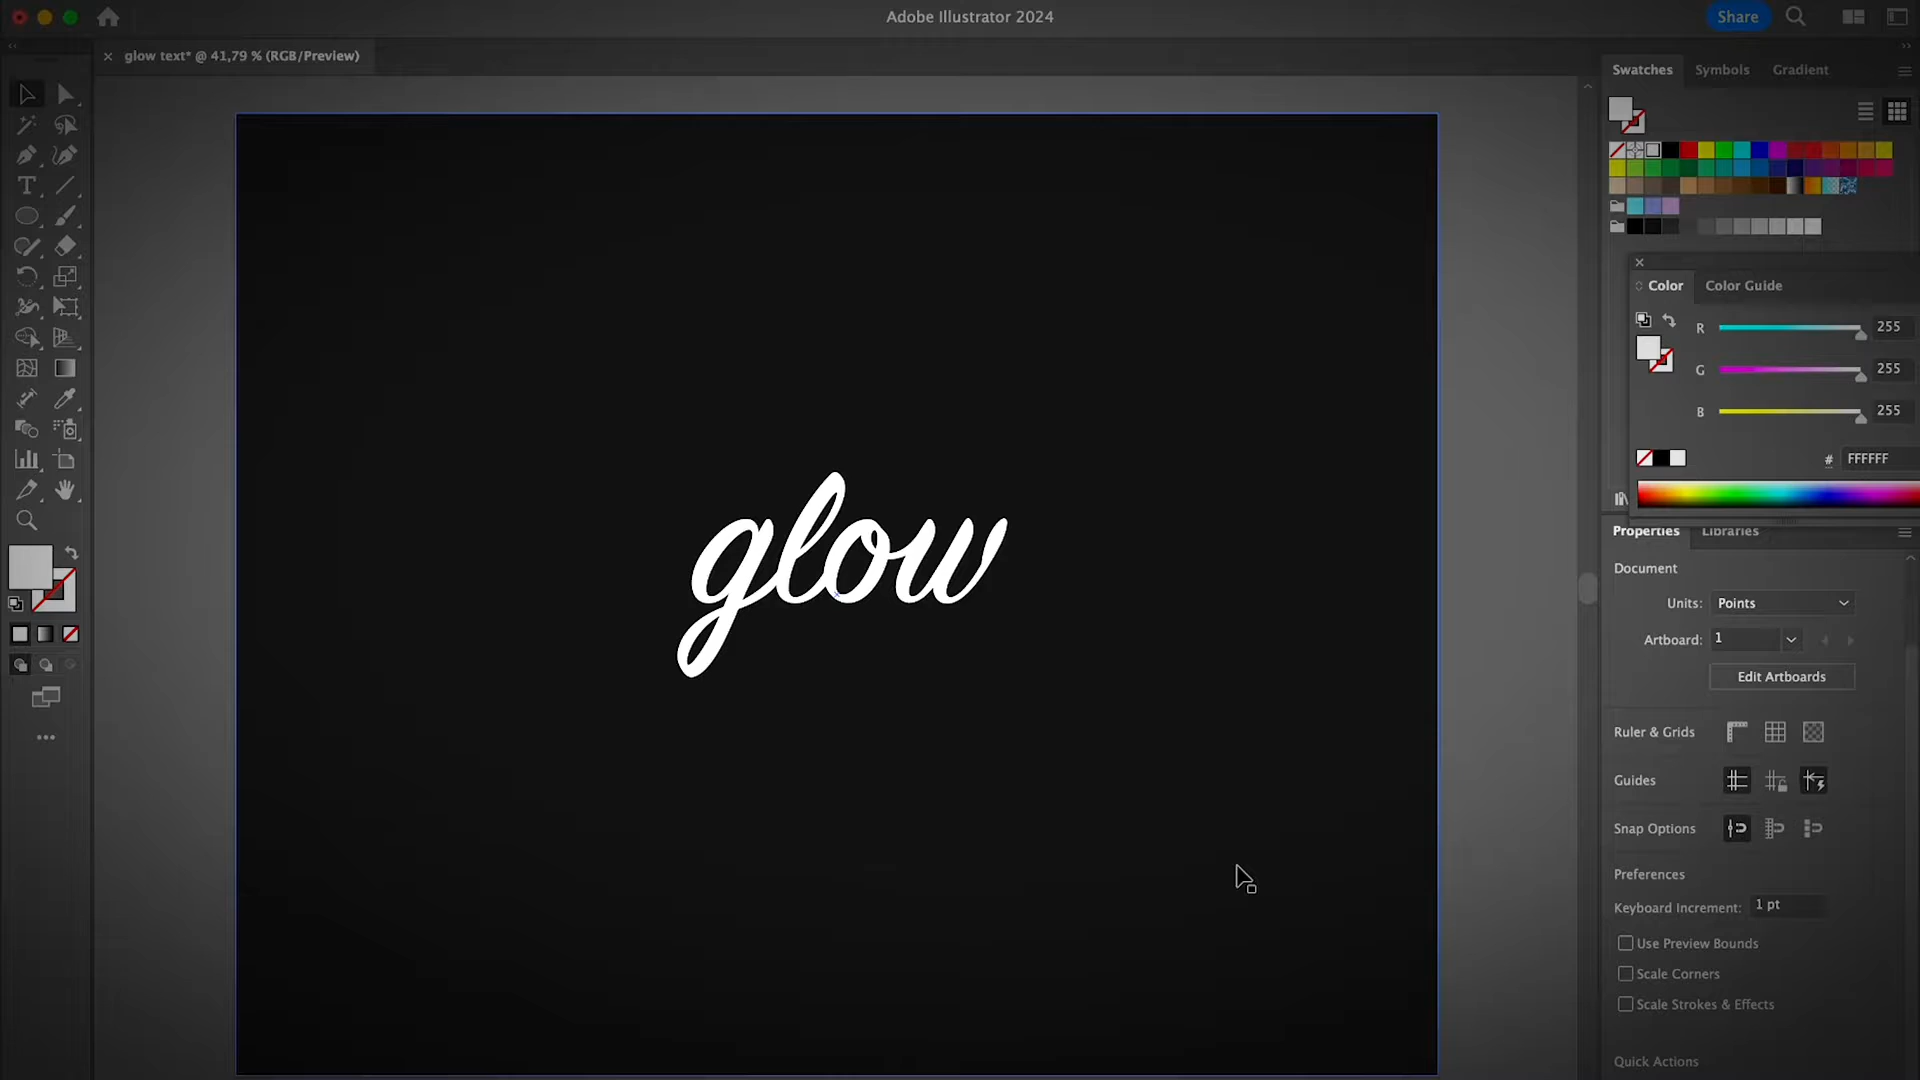 Adobe Illustrator 2024
Share
glow text* @ 41,79 % (RGB/Preview)
Swatches
Symbols
Gradient
Color
Color Guide
R
255
G
255
B
255
# FFFFFF
glow
Properties
Libraries
Document
Units:
Points
Artboard:
1
Edit Artboards
Ruler & Grids
Guides
Snap Options
Preferences
Keyboard Increment:
1 pt
Use Preview Bounds
Scale Corners
Scale Strokes & Effects
Quick Actions